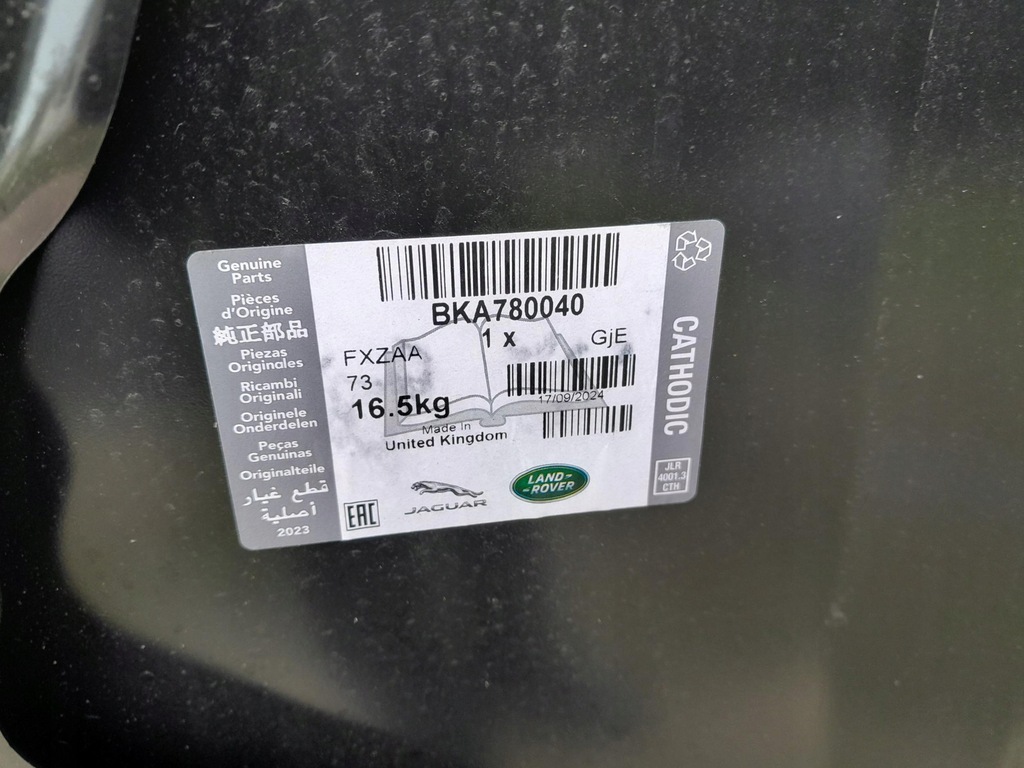 Genuine
Parts
Pièces
d'Origine
純正部品
Piezas
Originales
Ricambi
Originali
Originele
Onderdelen
Peças
Genuinas
Originalteile
قطع غيار
أصلية
2023
BKA780040
1 x
GjE
FXZAA
73
16.5kg
17/09/2024
Made In
United Kingdom
EAC
JAGUAR
LAND-
-ROVER
CATHODIC
JLR
4001.3
CTH